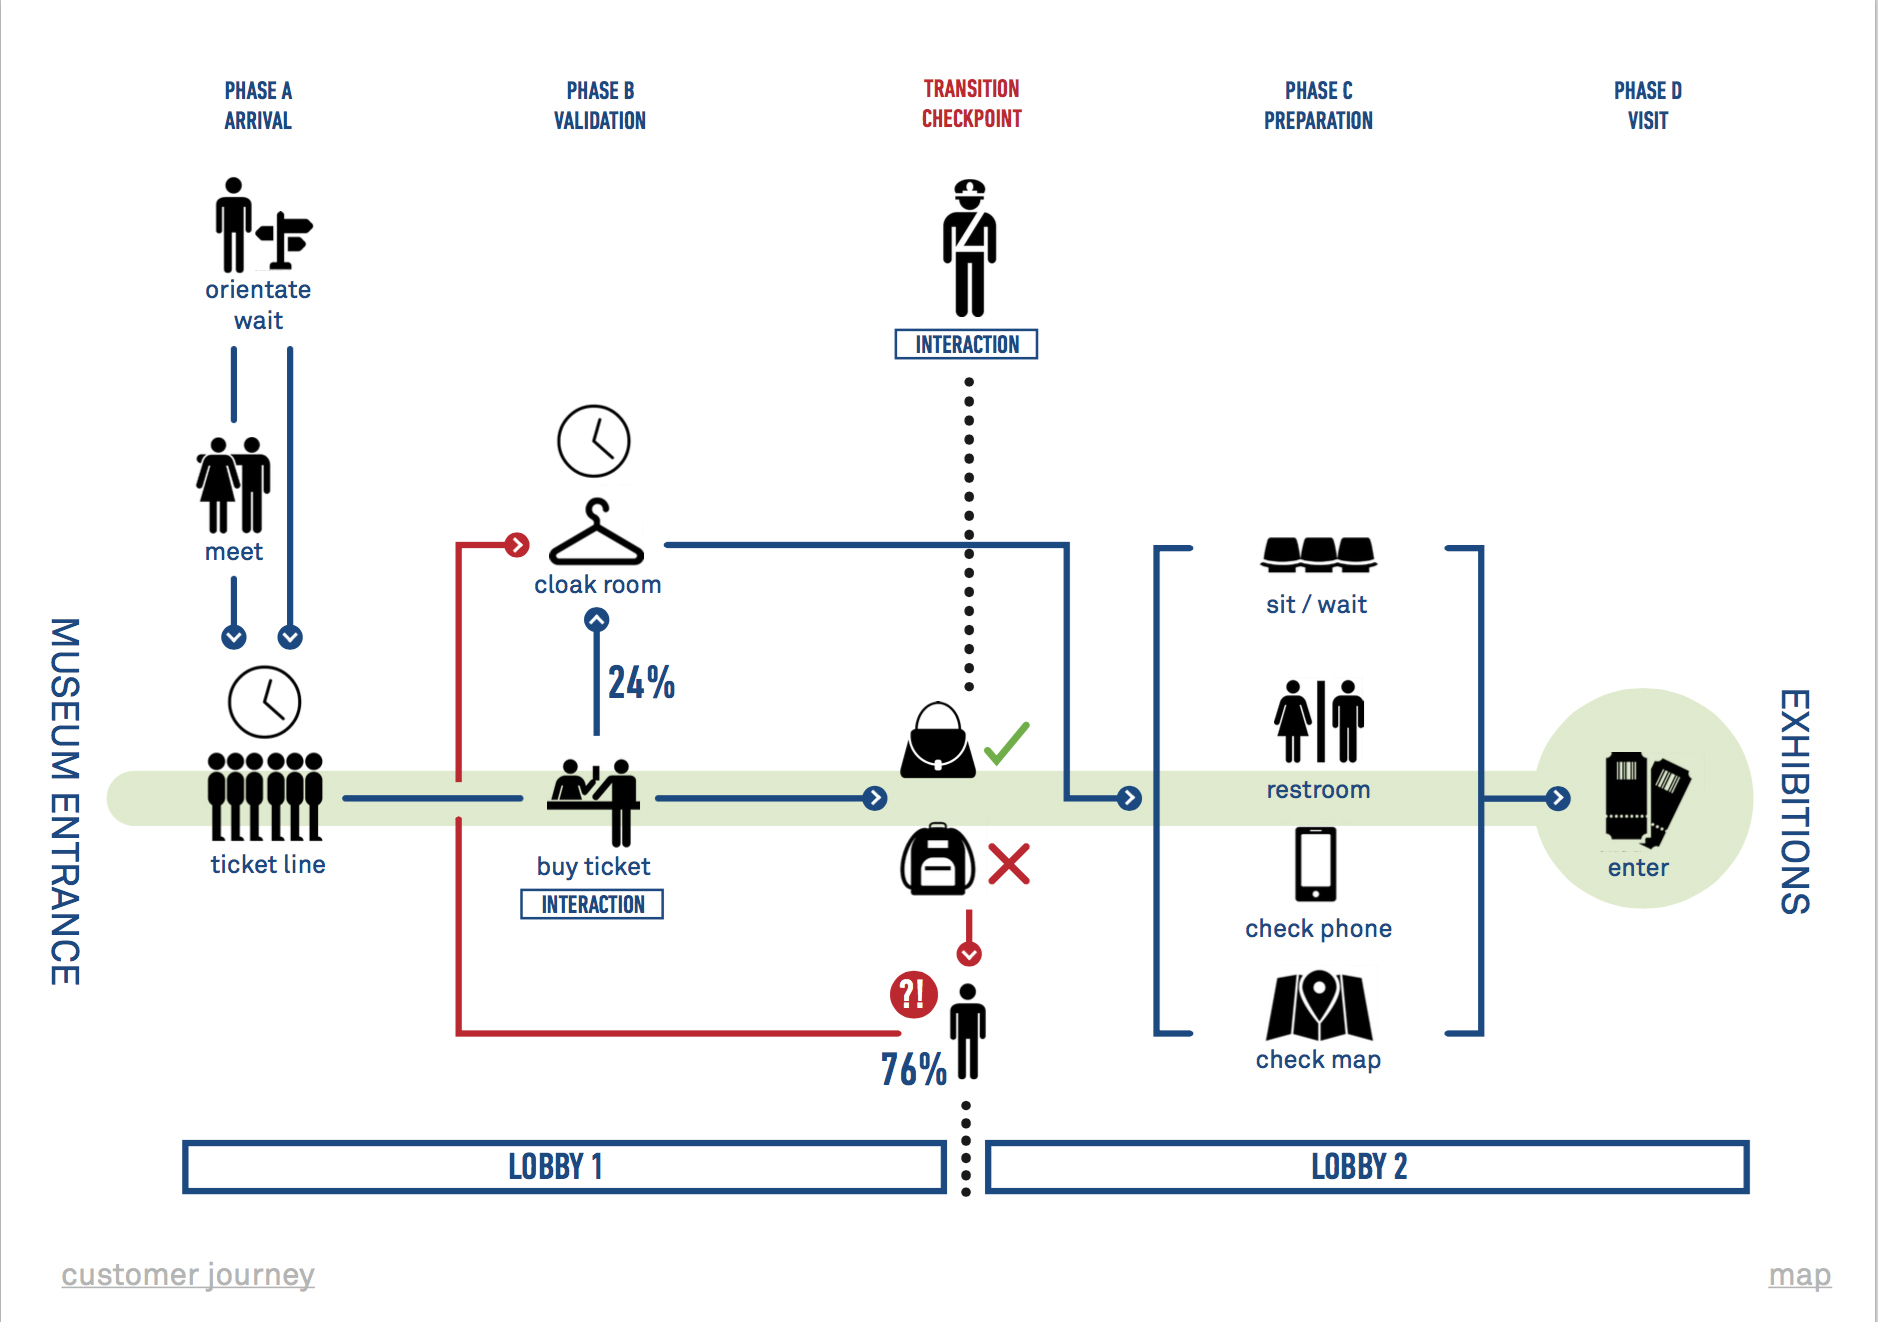 PHASE A
ARRIVAL
PHASE B
VALIDATION
TRANSITION
CHECKPOINT
PHASE C
PREPARATION
PHASE D
VISIT
orientate
wait
INTERACTION
meet
cloak room
sit / wait
24%
MUSEUM ENTRANCE
ticket line
buy ticket
INTERACTION
restroom
check phone
enter
EXHIBITIONS
?!
76%
check map
LOBBY 1
LOBBY 2
customer journey
map